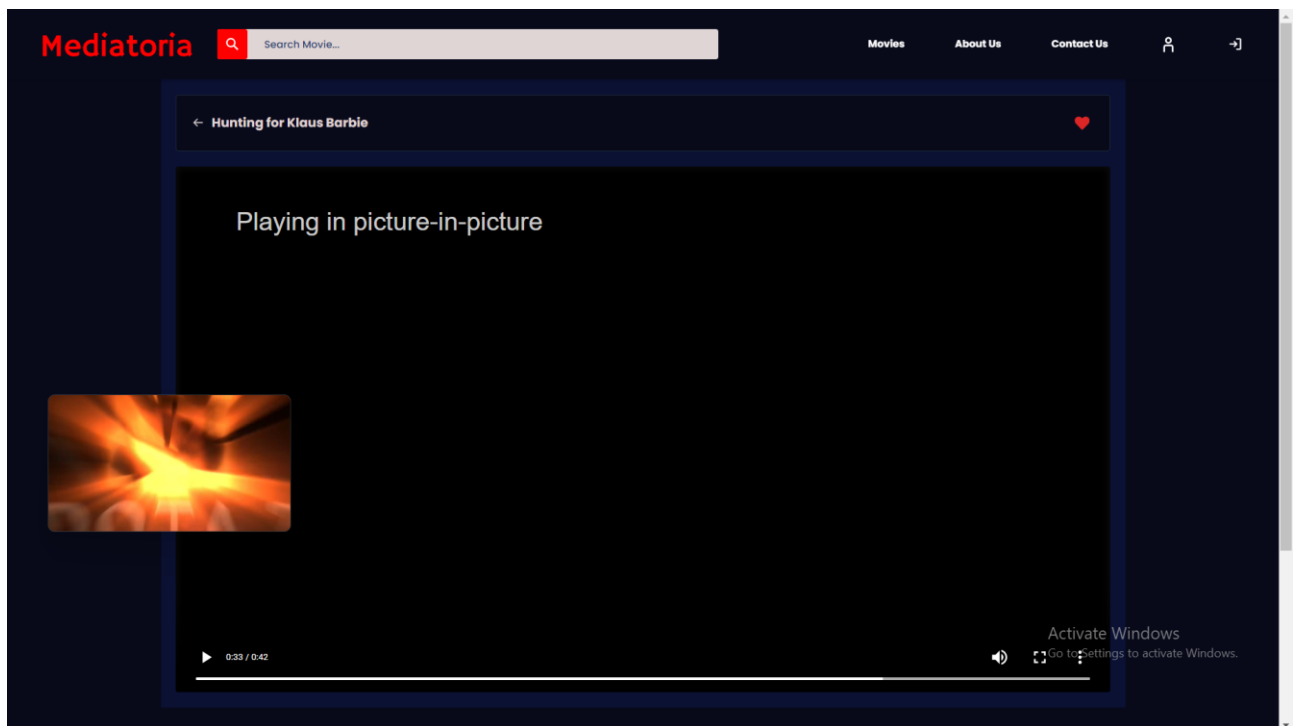 Mediatoria
Search Movie...
Movies
About Us
Contact Us
← Hunting for Klaus Barbie
Playing in picture-in-picture
0:33 / 0:42
Activate Windows
Go to Settings to activate Windows.